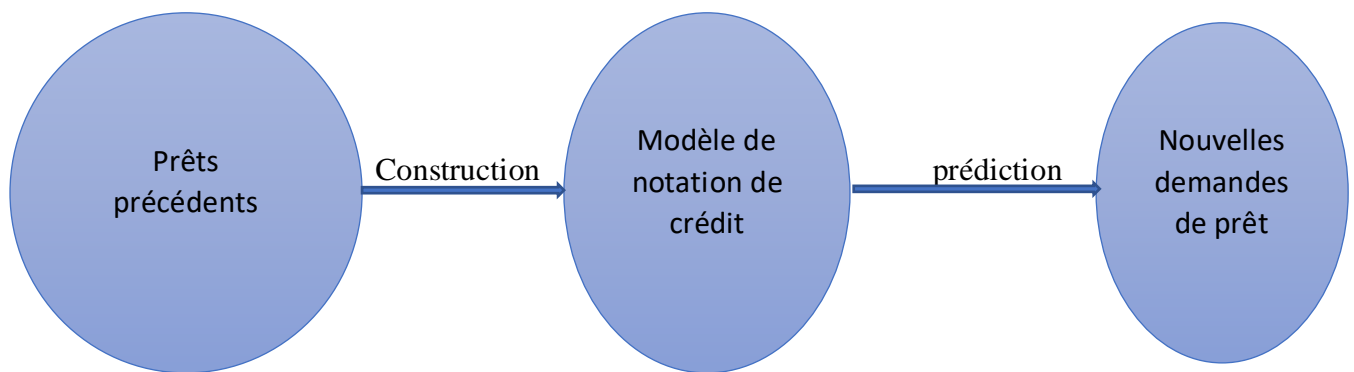 Prêts
précédents
Construction
Modèle de
notation de
crédit
prédiction
Nouvelles
demandes
de prêt